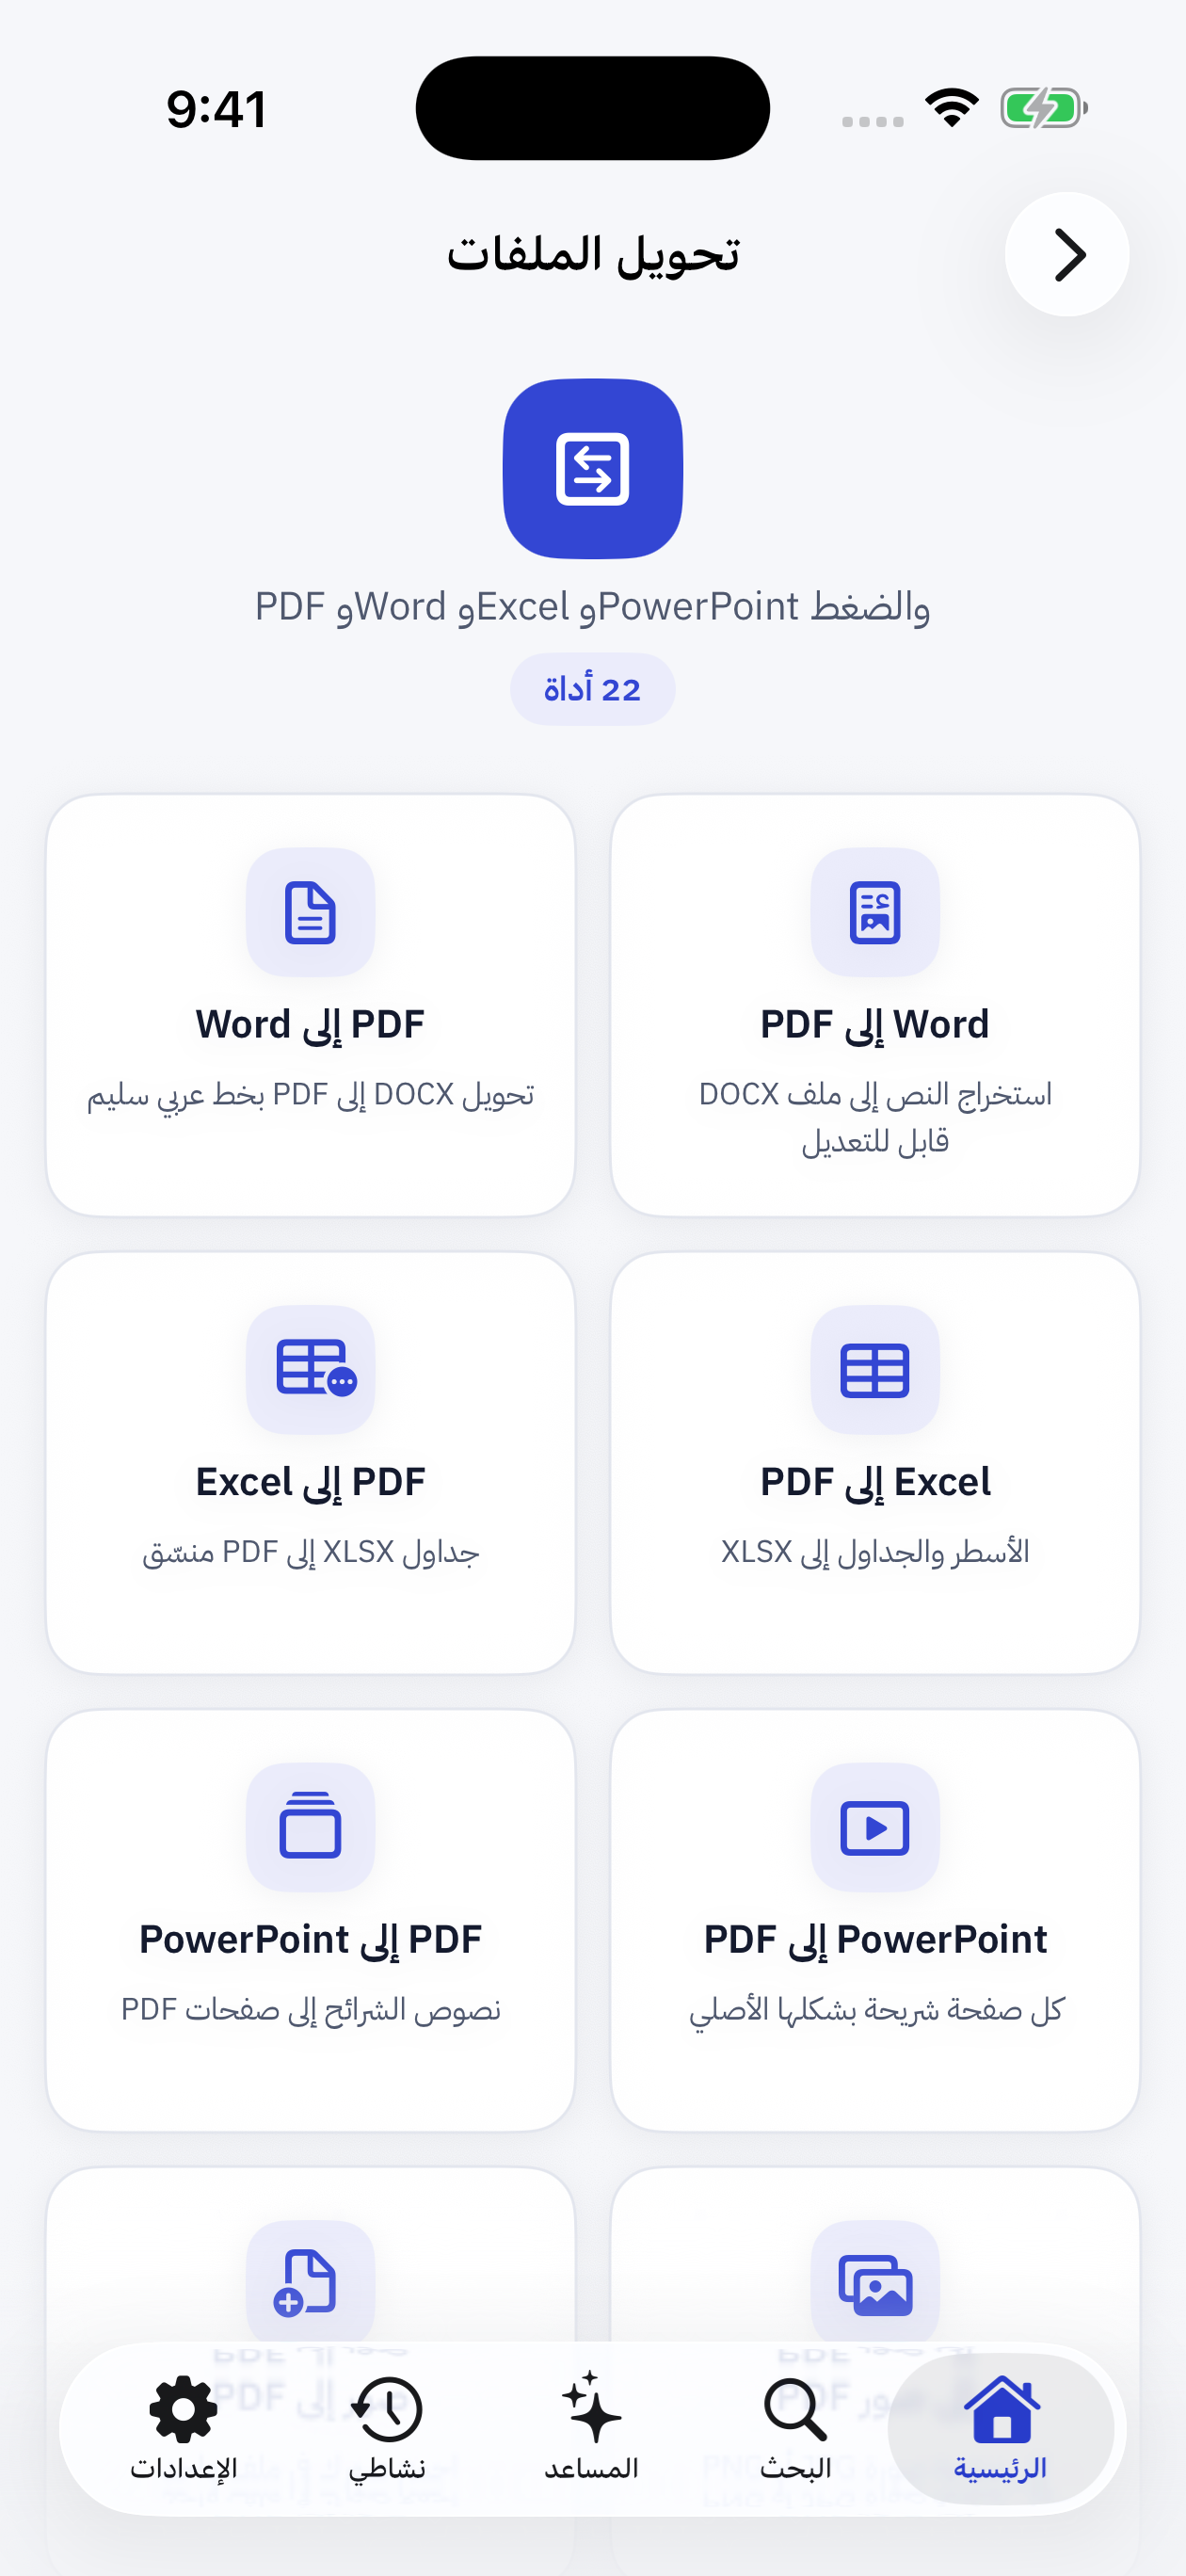 9:41
تحويل الملفات
PDF وWord وExcel وPowerPoint والضغط
22 أداة
PDF إلى Word
استخراج النص إلى ملف DOCX
قابل للتعديل
Word إلى PDF
تحويل DOCX إلى PDF بخط عربي سليم
PDF إلى Excel
الأسطر والجداول إلى XLSX
Excel إلى PDF
جداول XLSX إلى PDF منسّق
PDF إلى PowerPoint
كل صفحة شريحة بشكلها الأصلي
PowerPoint إلى PDF
نصوص الشرائح إلى صفحات PDF
الرئيسية
البحث
المساعد
نشاطي
الإعدادات